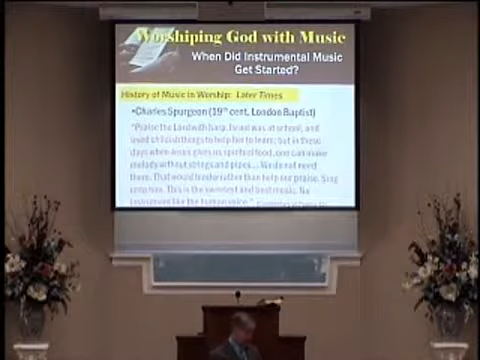 Worshiping God with Music
When Did Instrumental Music
Get Started?
History of Music in Worship: Later Times
•Charles Spurgeon (19th cent. London Baptist)
"Praise the Lord with harp. Israel was at school, and
used childish things to help her to learn; but in these
days when Jesus gives us spiritual food, one can make
melody without strings and pipes... We do not need
them. That would hinder rather than help our praise. Sing
unto him. This is the sweetest and best music. No
instrument like the human voice."